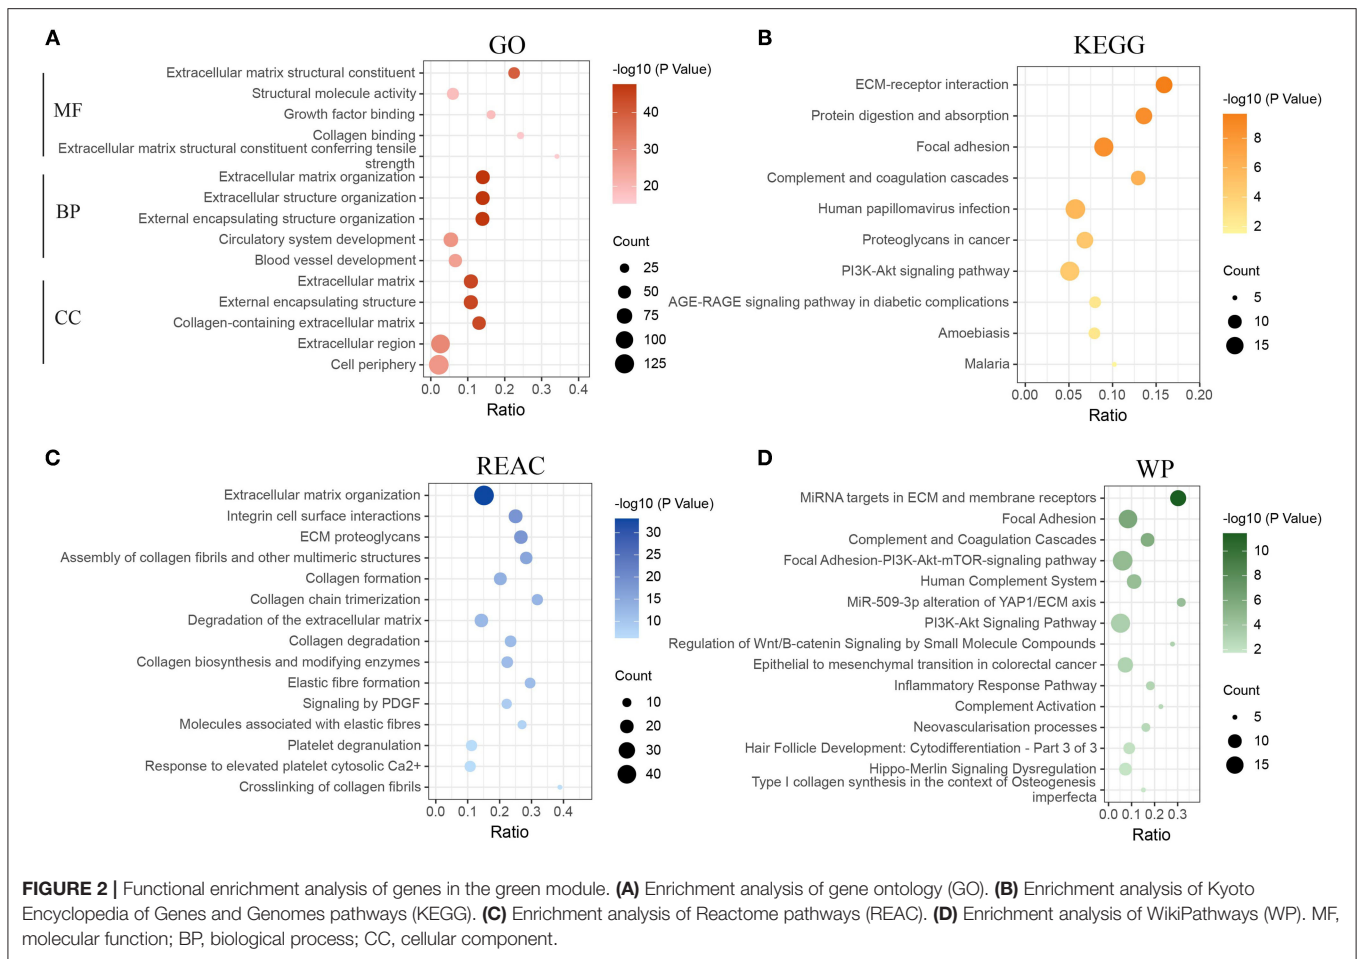 A
GO
MF
BP
CC
Extracellular matrix structural constituent
Structural molecule activity
Growth factor binding
Collagen binding
Extracellular matrix structural constituent conferring tensile
strength
Extracellular matrix organization
Extracellular structure organization
External encapsulating structure organization
Circulatory system development
Blood vessel development
Extracellular matrix
External encapsulating structure
Collagen-containing extracellular matrix
Extracellular region
Cell periphery
0.0 0.1 0.2 0.3 0.4
Ratio
-log10 (P Value)
40
30
20
Count
25
50
75
100
125
B
KEGG
ECM-receptor interaction
Protein digestion and absorption
Focal adhesion
Complement and coagulation cascades
Human papillomavirus infection
Proteoglycans in cancer
PI3K-Akt signaling pathway
AGE-RAGE signaling pathway in diabetic complications
Amoebiasis
Malaria
0.00 0.05 0.10 0.15 0.20
Ratio
-log10 (P Value)
8
6
4
2
Count
5
10
15
C
REAC
Extracellular matrix organization
Integrin cell surface interactions
ECM proteoglycans
Assembly of collagen fibrils and other multimeric structures
Collagen formation
Collagen chain trimerization
Degradation of the extracellular matrix
Collagen degradation
Collagen biosynthesis and modifying enzymes
Elastic fibre formation
Signaling by PDGF
Molecules associated with elastic fibres
Platelet degranulation
Response to elevated platelet cytosolic Ca2+
Crosslinking of collagen fibrils
0.0 0.1 0.2 0.3 0.4
Ratio
-log10 (P Value)
30
25
20
15
10
Count
10
20
30
40
D
WP
MiRNA targets in ECM and membrane receptors
Focal Adhesion
Complement and Coagulation Cascades
Focal Adhesion-PI3K-Akt-mTOR-signaling pathway
Human Complement System
MiR-509-3p alteration of YAP1/ECM axis
PI3K-Akt Signaling Pathway
Regulation of Wnt/B-catenin Signaling by Small Molecule Compounds
Epithelial to mesenchymal transition in colorectal cancer
Inflammatory Response Pathway
Complement Activation
Neovascularisation processes
Hair Follicle Development: Cytodifferentiation - Part 3 of 3
Hippo-Merlin Signaling Dysregulation
Type I collagen synthesis in the context of Osteogenesis
imperfecta
0.0 0.1 0.2 0.3
Ratio
-log10 (P Value)
10
8
6
4
2
Count
5
10
15
FIGURE 2 | Functional enrichment analysis of genes in the green module. (A) Enrichment analysis of gene ontology (GO). (B) Enrichment analysis of Kyoto
Encyclopedia of Genes and Genomes pathways (KEGG). (C) Enrichment analysis of Reactome pathways (REAC). (D) Enrichment analysis of WikiPathways (WP). MF,
molecular function; BP, biological process; CC, cellular component.